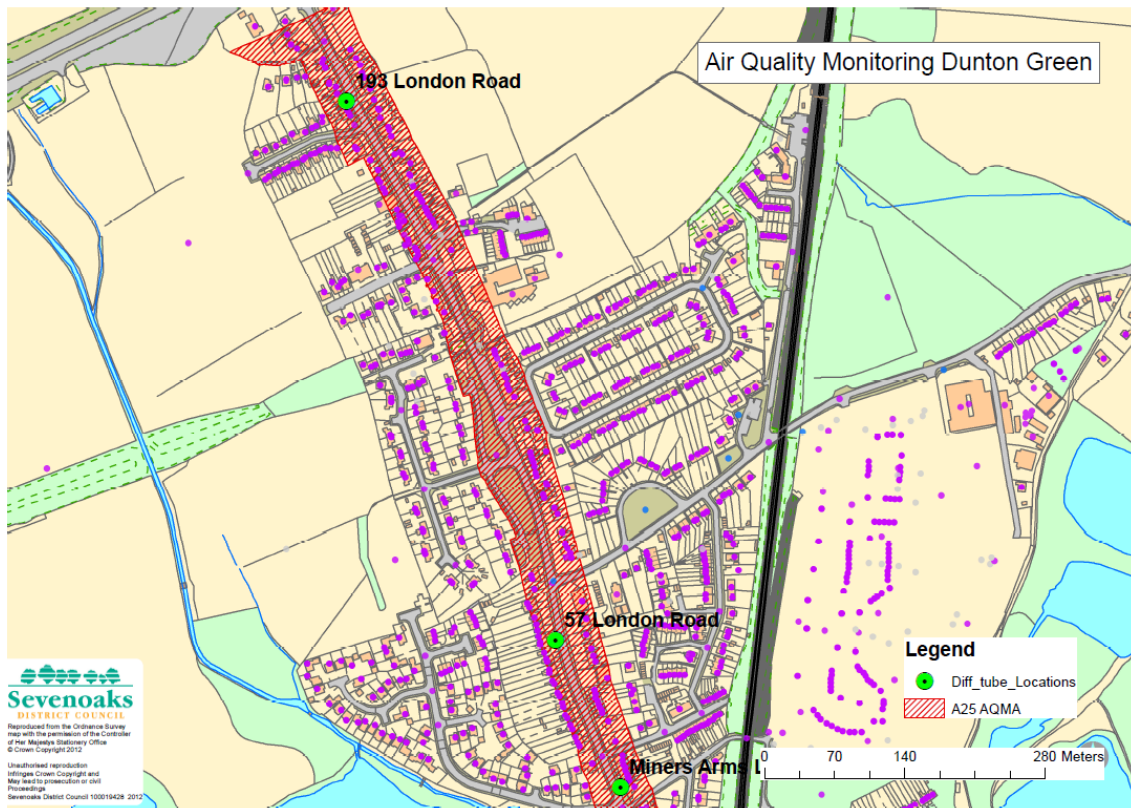 Air Quality Monitoring Dunton Green
193 London Road
57 London Road
Legend
Diff_tube_Locations
A25 AQMA
Miners Arms
0 70 140 280 Meters
Sevenoaks
DISTRICT COUNCIL
Reproduced from the Ordnance Survey
map with the permission of the Controller
of Her Majestys Stationery Office
© Crown Copyright 2012
Unauthorised reproduction
Infringes Crown Copyright and
May lead to prosecution or civil
Proceedings
Sevenoaks District Council 100019428 2012